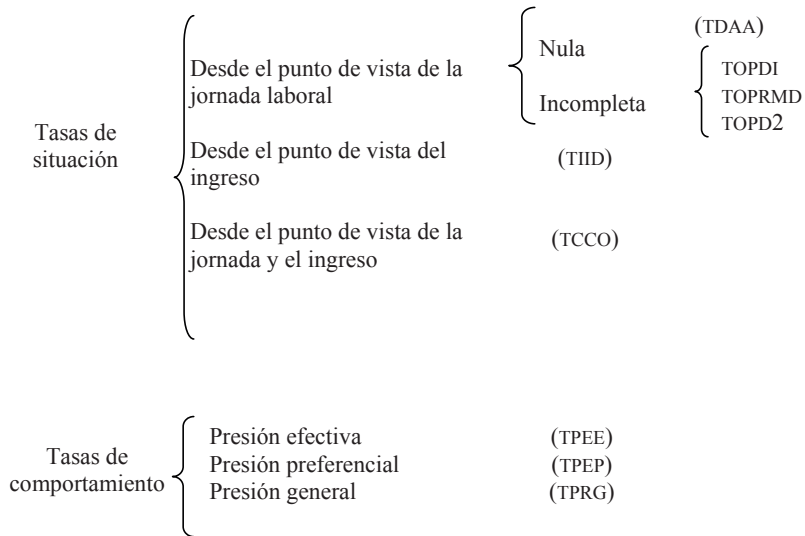 (TDAA)
Nula
Desde el punto de vista de la
jornada laboral
Incompleta
TOPDI
TOPRMD
TOPD2
Tasas de
situación
Desde el punto de vista del
ingreso
(TIID)
Desde el punto de vista de la
jornada y el ingreso
(TCCO)
Tasas de
comportamiento
Presión efectiva
(TPEE)
Presión preferencial
(TPEP)
Presión general
(TPRG)